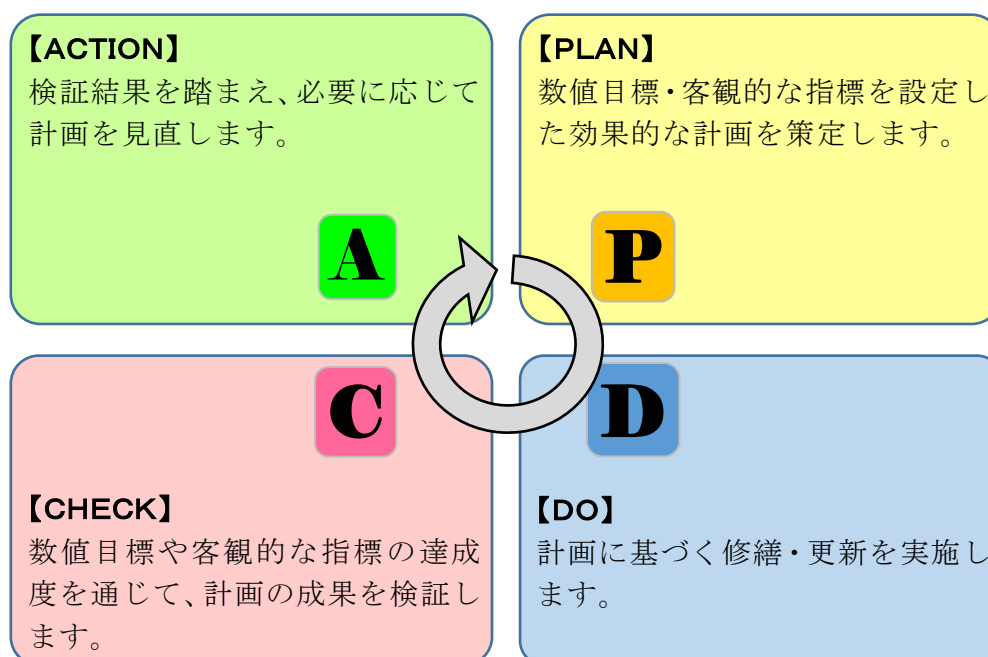 【ACTION】
検証結果を踏まえ、必要に応じて
計画を見直します。
A
【PLAN】
数値目標・客観的な指標を設定し
た効果的な計画を策定します。
P
C
【CHECK】
数値目標や客観的な指標の達成
度を通じて、計画の成果を検証し
ます。
D
【DO】
計画に基づく修繕・更新を実施し
ます。